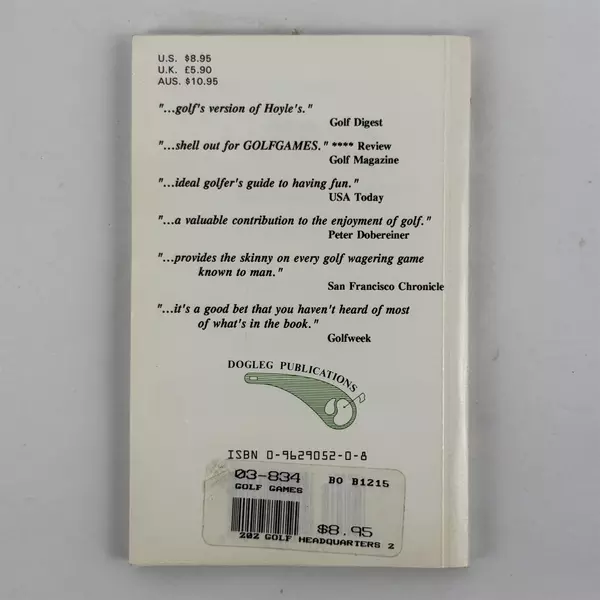 U.S. $8.95
U.K. £5.90
AUS. $10.95
"...golf's version of Hoyle's."
Golf Digest
"...shell out for GOLFGAMES." **** Review
Golf Magazine
"...ideal golfer's guide to having fun."
USA Today
"...a valuable contribution to the enjoyment of golf."
Peter Dobereiner
"...provides the skinny on every golf wagering game
known to man."
San Francisco Chronicle
"...it's a good bet that you haven't heard of most
of what's in the book."
Golfweek
DOGLEG PUBLICATIONS
ISBN 0-9629052-0-8
03-834 BO B1215
GOLF GAMES
$8.95
202 GOLF HEADQUARTERS 2